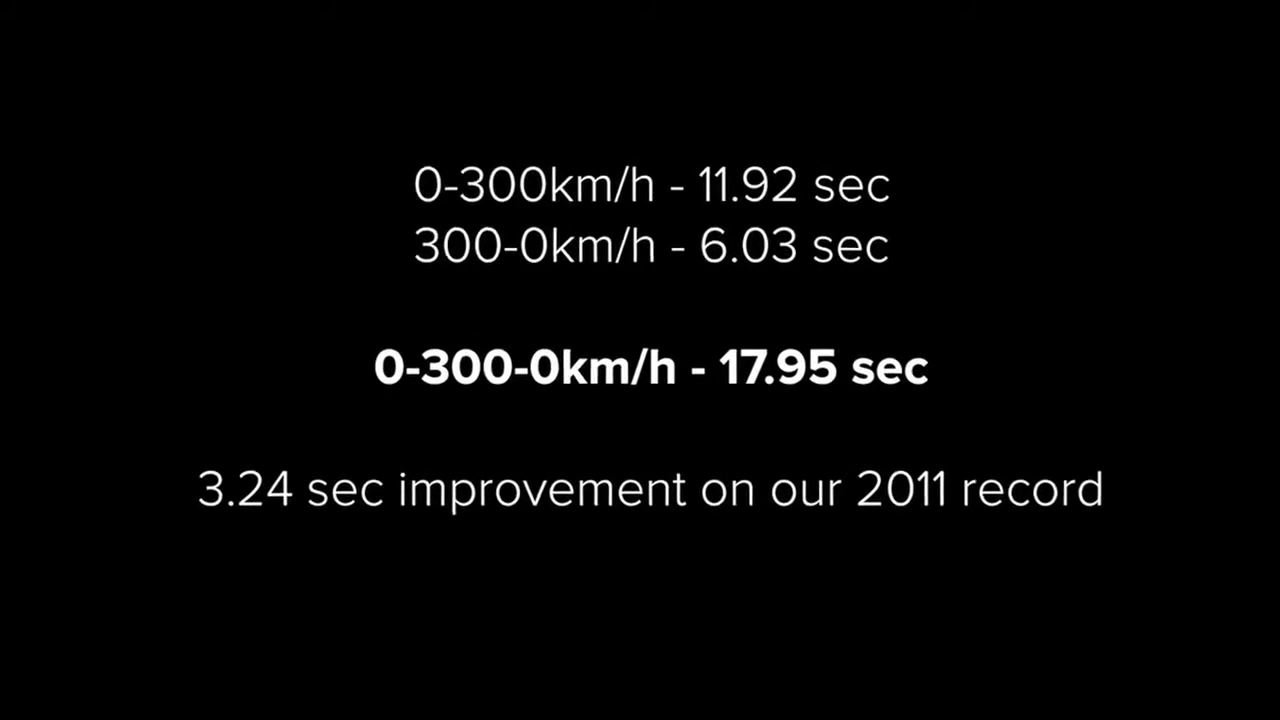 0-300km/h - 11.92 sec
300-0km/h - 6.03 sec
0-300-0km/h - 17.95 sec
3.24 sec improvement on our 2011 record